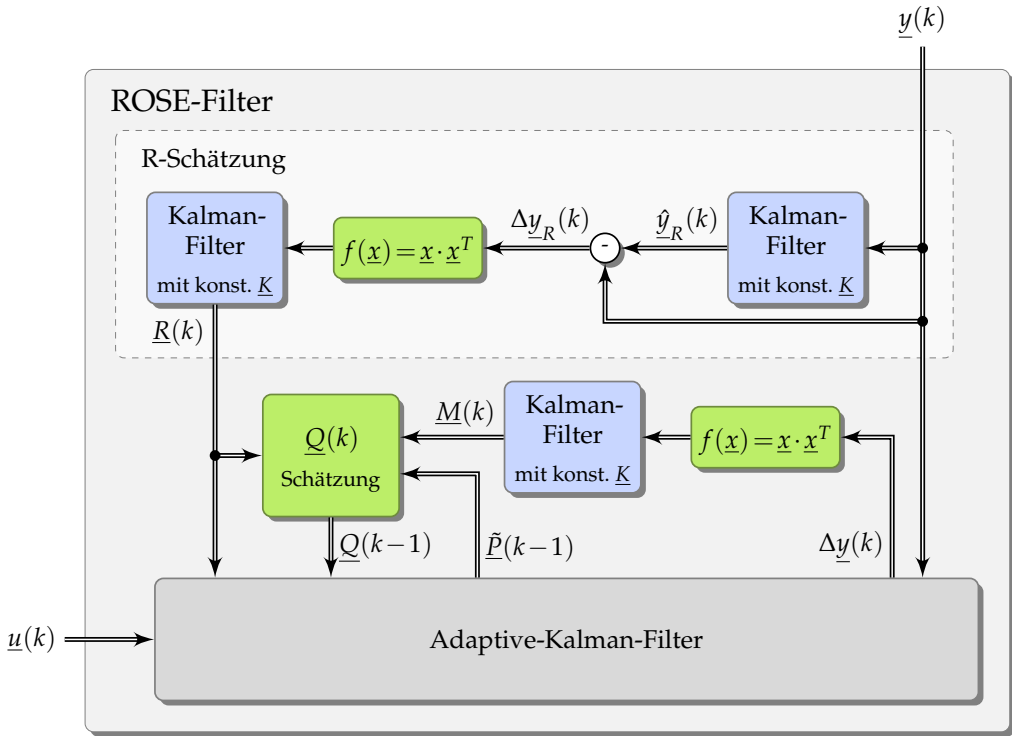 y(k)
ROSE-Filter
R-Schätzung
Kalman-
Filter
mit konst. K
f(x) = x · x^T
Δy_R(k)
-
ŷ_R(k)
Kalman-
Filter
mit konst. K
R(k)
Q(k)
Schätzung
M(k)
Kalman-
Filter
mit konst. K
f(x) = x · x^T
Q(k−1)
P̃(k−1)
Δy(k)
u(k)
Adaptive-Kalman-Filter